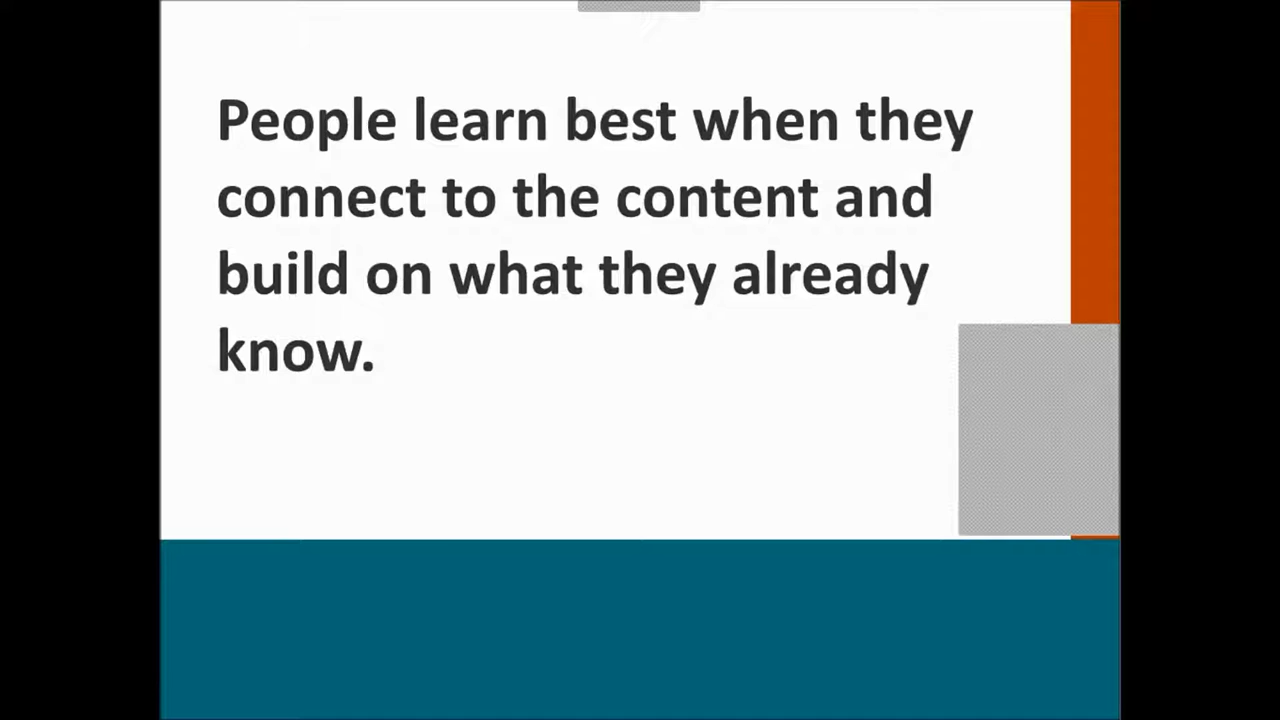 People learn best when they
connect to the content and
build on what they already
know.